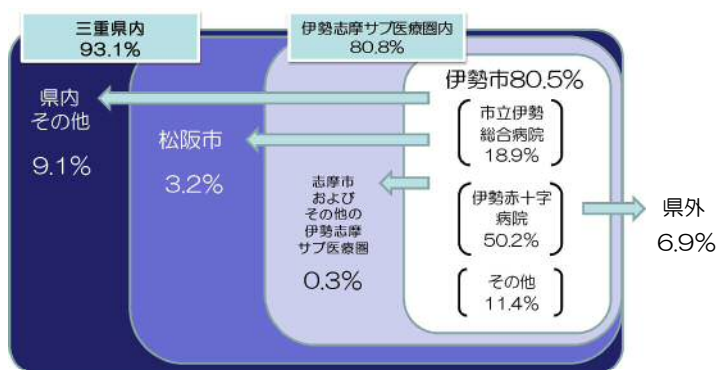 三重県内
93.1%
伊勢志摩サブ医療圏内
80.8%
県内
その他
9.1%
松阪市
3.2%
志摩市
および
その他の
伊勢志摩
サブ医療圏
0.3%
伊勢市80.5%
市立伊勢
総合病院
18.9%
伊勢赤十字
病院
50.2%
その他
11.4%
県外
6.9%